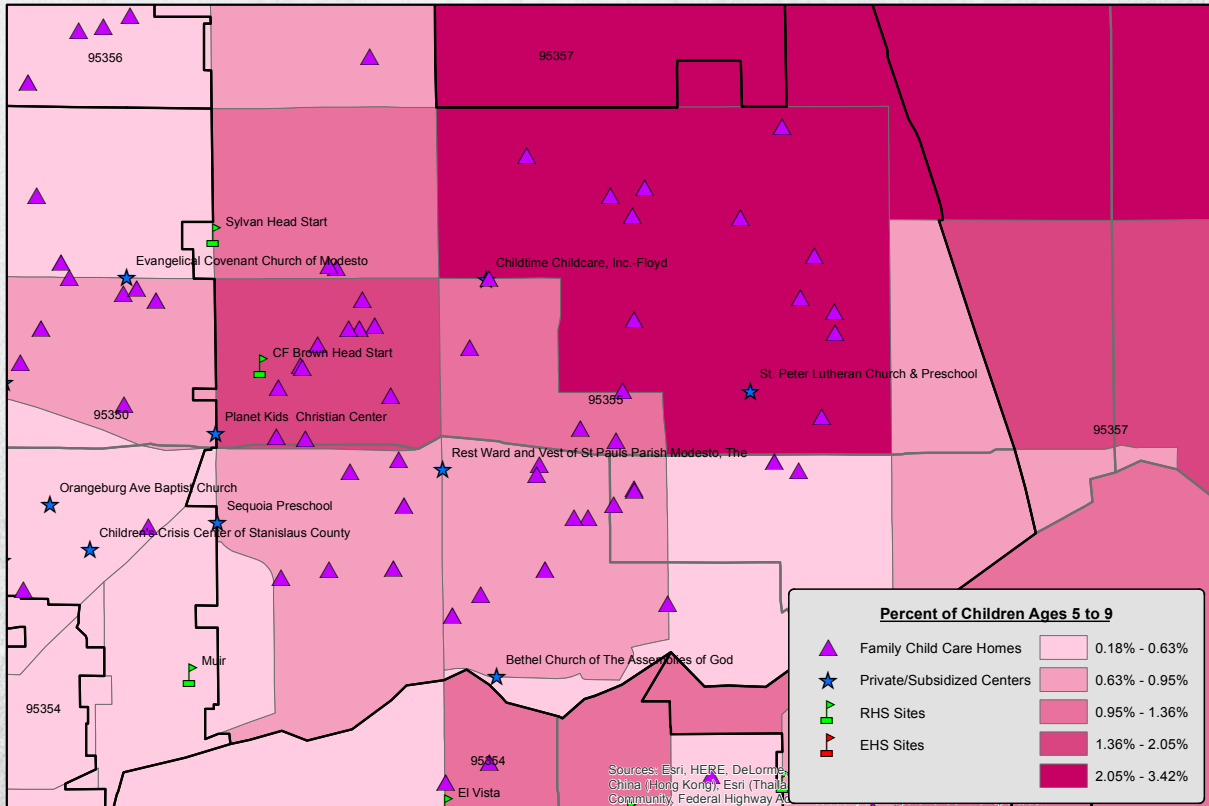 95356
95357
Sylvan Head Start
Evangelical Covenant Church of Modesto
Childtime Childcare, Inc.-Floyd
CF Brown Head Start
St. Peter Lutheran Church & Preschool
95355
95350
Planet Kids Christian Center
95357
Rest Ward and Vest of St Pauls Parish Modesto, The
Orangeburg Ave Baptist Church
Sequoia Preschool
Children's Crisis Center of Stanislaus County
Muir
Bethel Church of The Assemblies of God
95354
95354
El Vista
Sources: Esri, HERE, DeLorme,
China (Hong Kong), Esri (Thaila
Community, Federal Highway Ad
Percent of Children Ages 5 to 9
Family Child Care Homes
0.18% - 0.63%
Private/Subsidized Centers
0.63% - 0.95%
RHS Sites
0.95% - 1.36%
EHS Sites
1.36% - 2.05%
2.05% - 3.42%